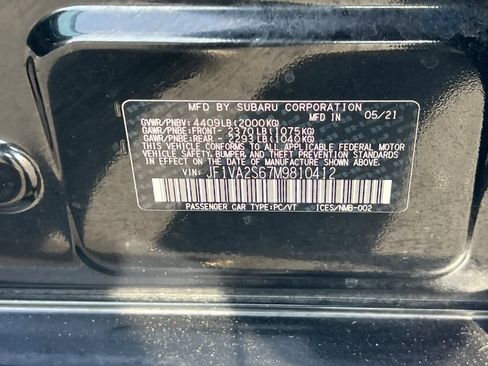 MFD BY SUBARU CORPORATION
GVWR/PNBV: 4409LB(2000KG) MFD IN 05/21
GAWR/PNBE:FRONT- 2370LB(1075KG)
GAWR/PNBE:REAR - 2293LB(1040KG)
THIS VEHICLE CONFORMS TO ALL APPLICABLE FEDERAL MOTOR
VEHICLE SAFETY, BUMPER, AND THEFT PREVENTION STANDARDS
IN EFFECT ON THE DATE OF MANUFACTURE SHOWN ABOVE.
VIN: JF1VA2S67M9810412
PASSENGER CAR TYPE:PC/VT ICES/NMB-002